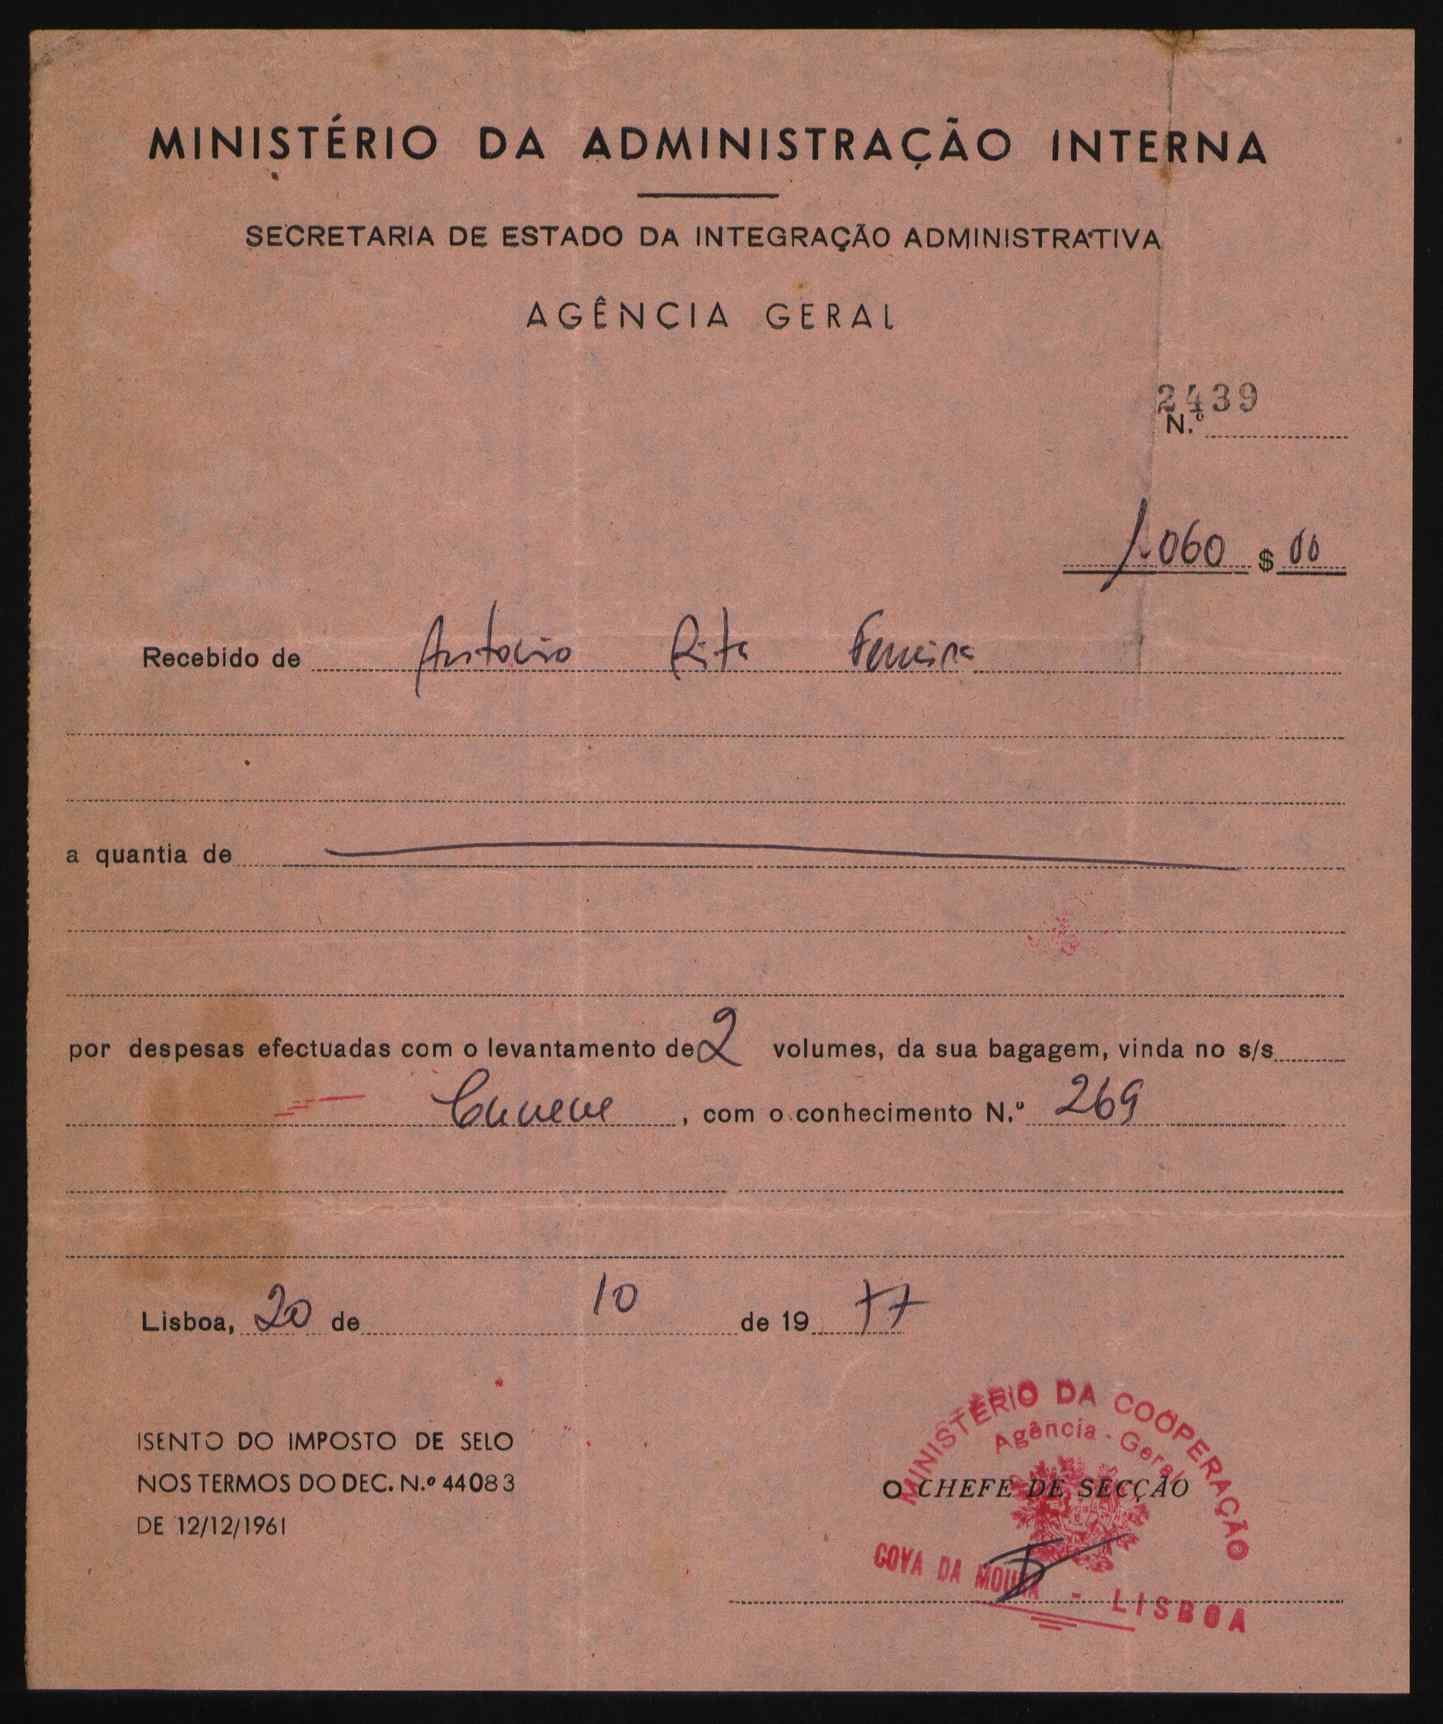 MINISTÉRIO DA ADMINISTRAÇÃO INTERNA
SECRETARIA DE ESTADO DA INTEGRAÇÃO ADMINISTRATIVA
AGÊNCIA GERAL
2439
N.º
1.060 $ 00
Recebido de António Rita Ferreira
a quantia de
por despesas efectuadas com o levantamento de 2 volumes, da sua bagagem, vinda no s/s
Cunene, com o conhecimento N.º 269
Lisboa, 20 de 10 de 1977
ISENTO DO IMPOSTO DE SELO
NOS TERMOS DO DEC. N.º 44083
DE 12/12/1961
MINISTÉRIO DA COOPERAÇÃO
Agência - Geral
O CHEFE DE SECÇÃO
COVA DA MOURA - LISBOA